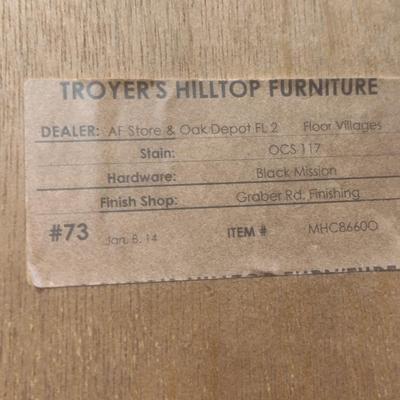 TROYER'S HILLTOP FURNITURE
DEALER: AF Store & Oak Depot FL 2 Floor Villages
Stain: OCS 117
Hardware: Black Mission
Finish Shop: Graber Rd. Finishing
#73 Jan. 8, 14 ITEM # MHC8660O